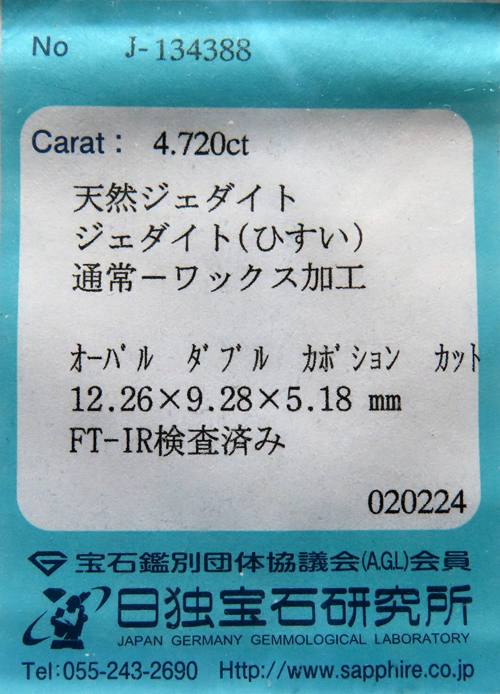 No J-134388
Carat: 4.720ct
天然ジェダイト
ジェダイト(ひすい)
通常ーワックス加工
ｵｰﾊﾞﾙ ﾀﾞﾌﾞﾙ ｶﾎﾞｼｮﾝ ｶｯﾄ
12.26×9.28×5.18 mm
FT-IR検査済み
020224
宝石鑑別団体協議会(A.G.L)会員
日独宝石研究所
JAPAN GERMANY GEMMOLOGICAL LABORATORY
Tel:055-243-2690 Http://www.sapphire.co.jp